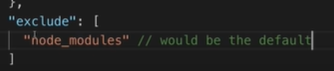 },
"exclude": [
"node_modules" // would be the default
]